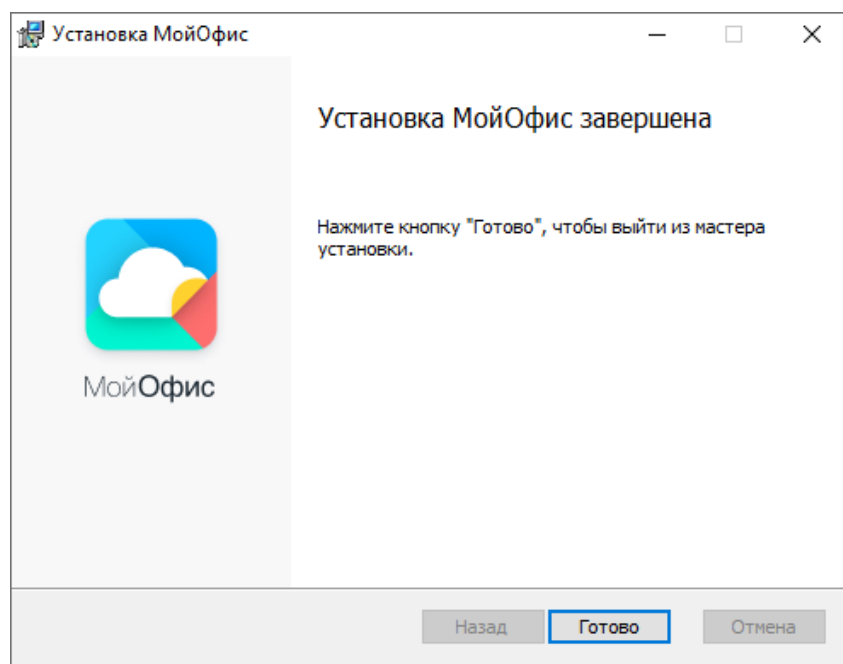 Установка МойОфис
Установка МойОфис завершена
Нажмите кнопку "Готово", чтобы выйти из мастера
установки.
МойОфис
Назад
Готово
Отмена